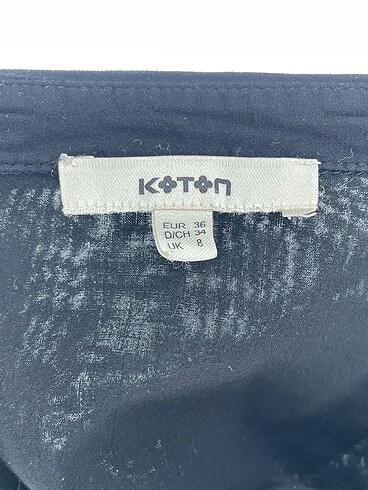 KOTON
EUR 36
D/CH 34
UK 8